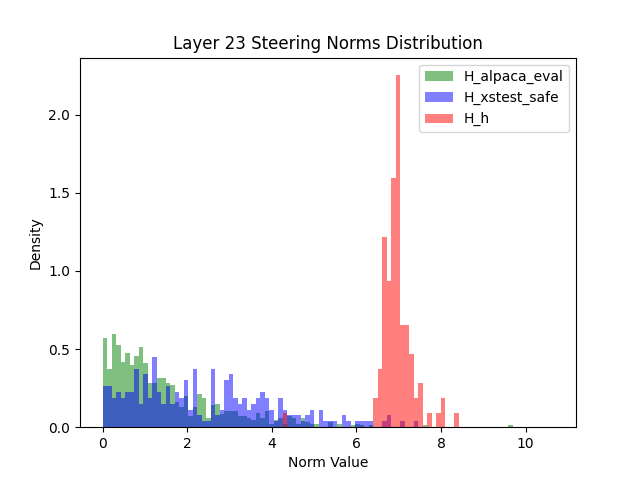 Layer 23 Steering Norms Distribution
H_alpaca_eval
H_xstest_safe
H_h
Density
2.0
1.5
1.0
0.5
0.0
0 2 4 6 8 10
Norm Value